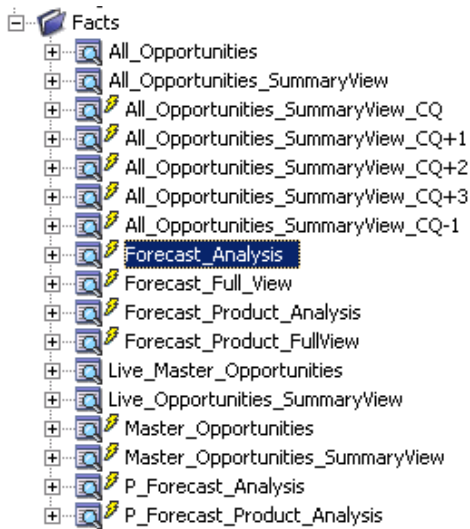 Facts
All_Opportunities
All_Opportunities_SummaryView
All_Opportunities_SummaryView_CQ
All_Opportunities_SummaryView_CQ+1
All_Opportunities_SummaryView_CQ+2
All_Opportunities_SummaryView_CQ+3
All_Opportunities_SummaryView_CQ-1
Forecast_Analysis
Forecast_Full_View
Forecast_Product_Analysis
Forecast_Product_FullView
Live_Master_Opportunities
Live_Opportunities_SummaryView
Master_Opportunities
Master_Opportunities_SummaryView
P_Forecast_Analysis
P_Forecast_Product_Analysis